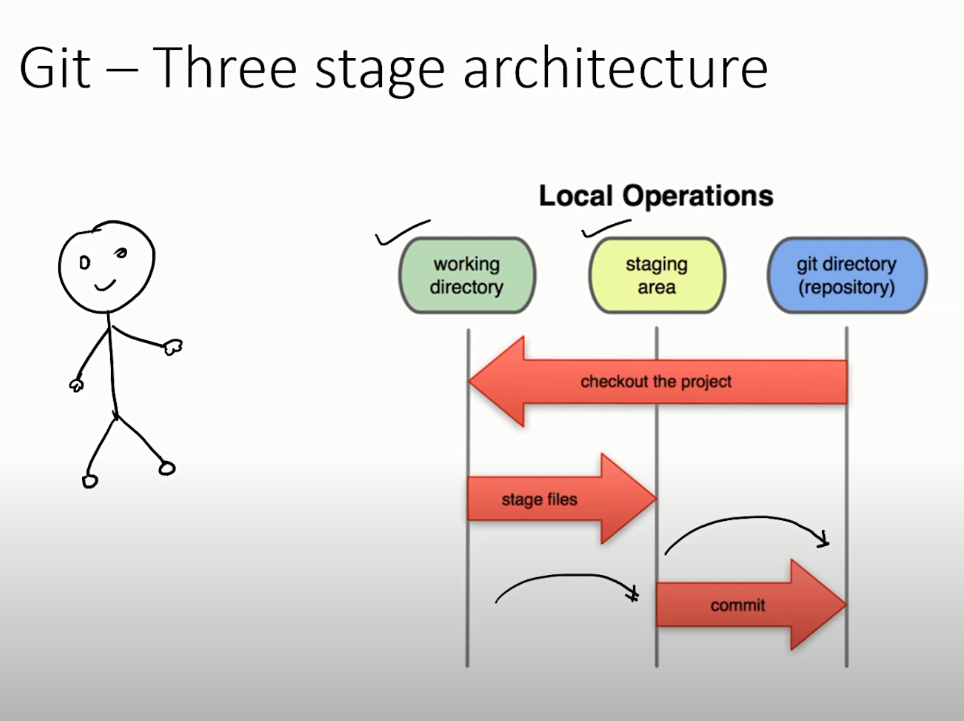 Git – Three stage architecture
Local Operations
working
directory
staging
area
git directory
(repository)
checkout the project
stage files
commit